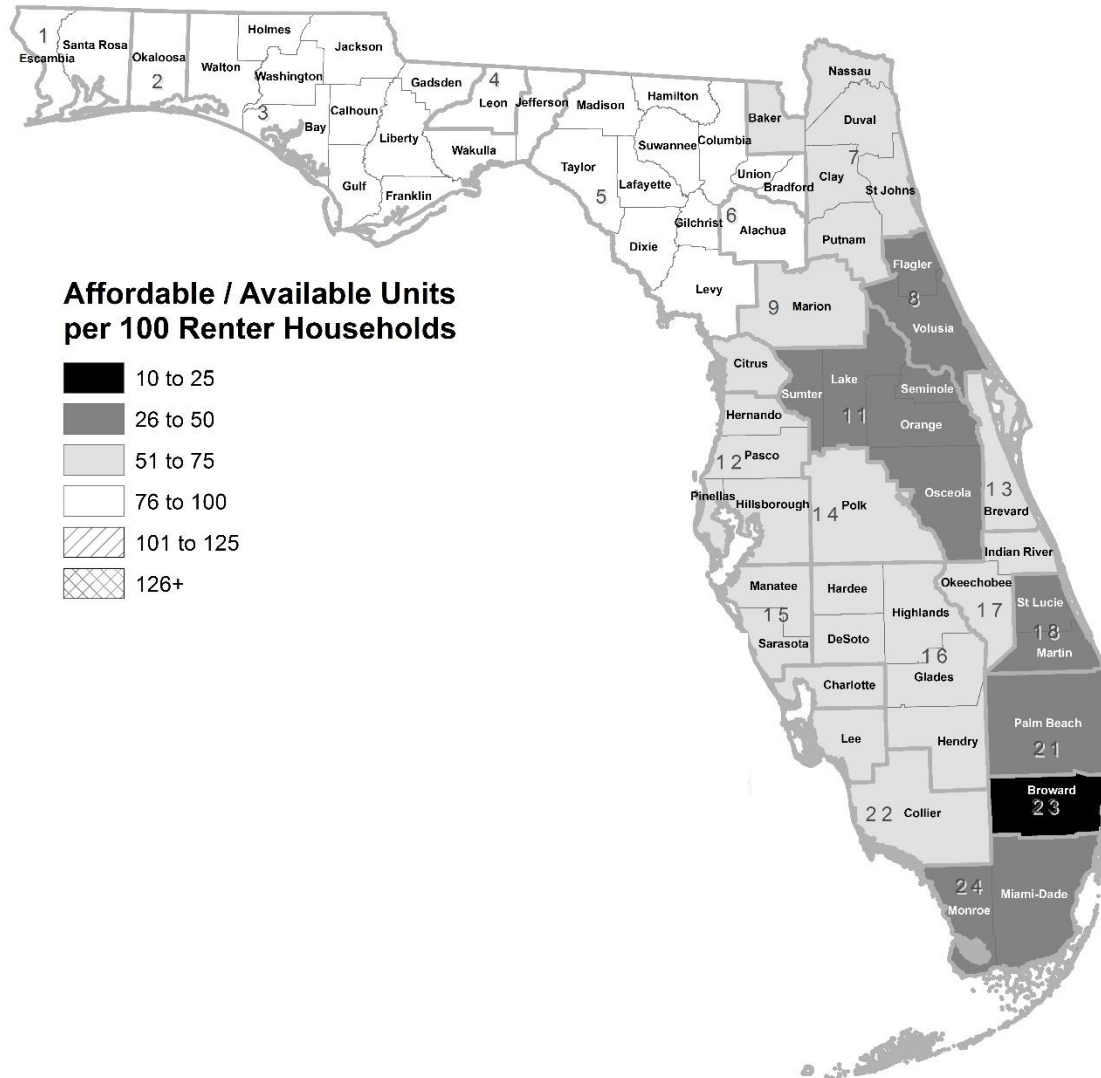 Holmes
1
Santa Rosa
Okaloosa
Jackson
Escambia
Walton
Washington
2
Gadsden
4
Leon
Jefferson
Madison
Hamilton
3
Calhoun
Bay
Liberty
Wakulla
Gulf
Franklin
Taylor
5
Suwannee
Columbia
Lafayette
Baker
Nassau
Duval
7
Clay
St Johns
Union
Bradford
Gilchrist
6
Alachua
Putnam
Dixie
Levy
Flagler
8
Volusia
9
Marion
Affordable / Available Units
per 100 Renter Households
10 to 25
26 to 50
51 to 75
76 to 100
101 to 125
126+
Citrus
Sumter
Lake
11
Seminole
Orange
Hernando
12
Pasco
Osceola
13
Brevard
Pinellas
Hillsborough
14
Polk
Indian River
Manatee
15
Sarasota
Hardee
DeSoto
Highlands
16
Glades
Okeechobee
17
St Lucie
18
Martin
Charlotte
Lee
Hendry
Palm Beach
21
Broward
23
22
Collier
24
Monroe
Miami-Dade